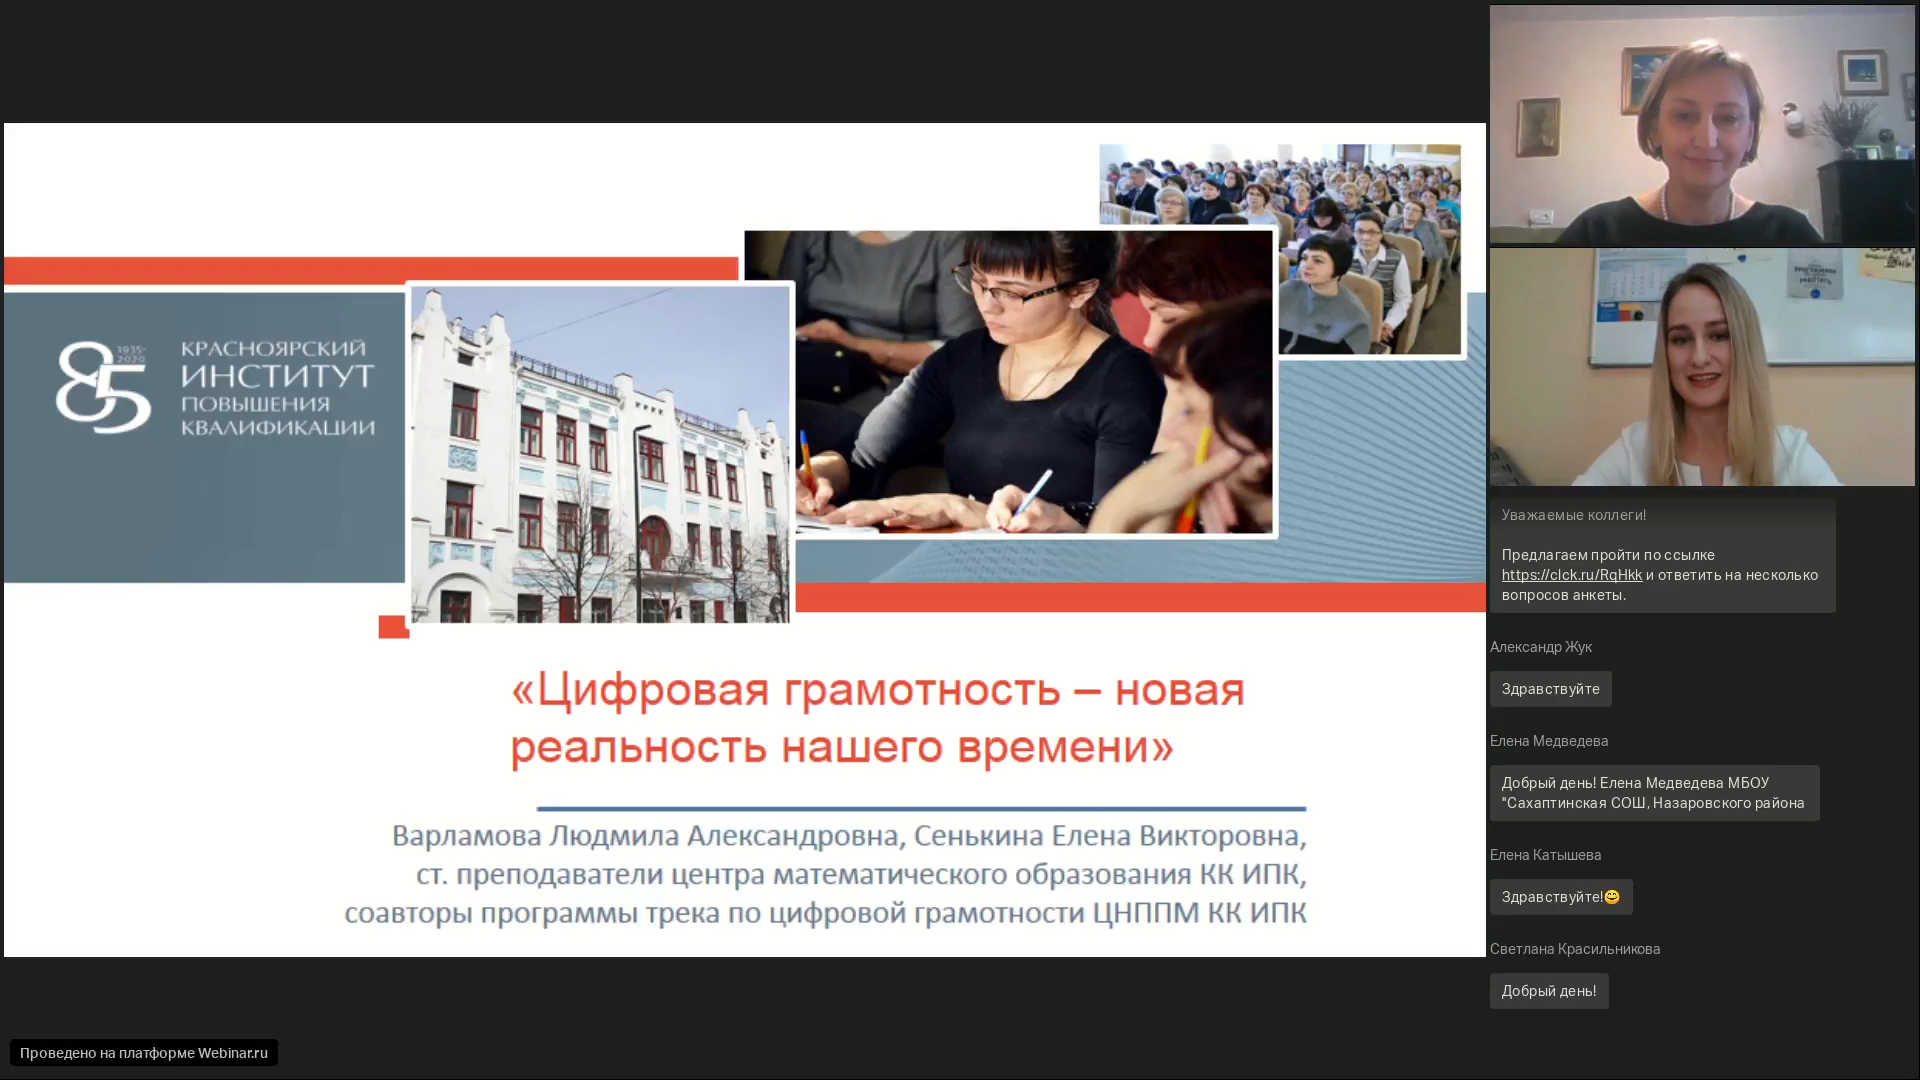 85
1935-
2020
КРАСНОЯРСКИЙ
ИНСТИТУТ
ПОВЫШЕНИЯ
КВАЛИФИКАЦИИ
«Цифровая грамотность – новая
реальность нашего времени»
Варламова Людмила Александровна, Сенькина Елена Викторовна,
ст. преподаватели центра математического образования КК ИПК,
соавторы программы трека по цифровой грамотности ЦНППМ КК ИПК
Уважаемые коллеги!
Предлагаем пройти по ссылке
https://clck.ru/RqHkk и ответить на несколько
вопросов анкеты.
Александр Жук
Здравствуйте
Елена Медведева
Добрый день! Елена Медведева МБОУ
"Сахаптинская СОШ, Назаровского района
Елена Катышева
Здравствуйте!😊
Светлана Красильникова
Добрый день!
Проведено на платформе Webinar.ru